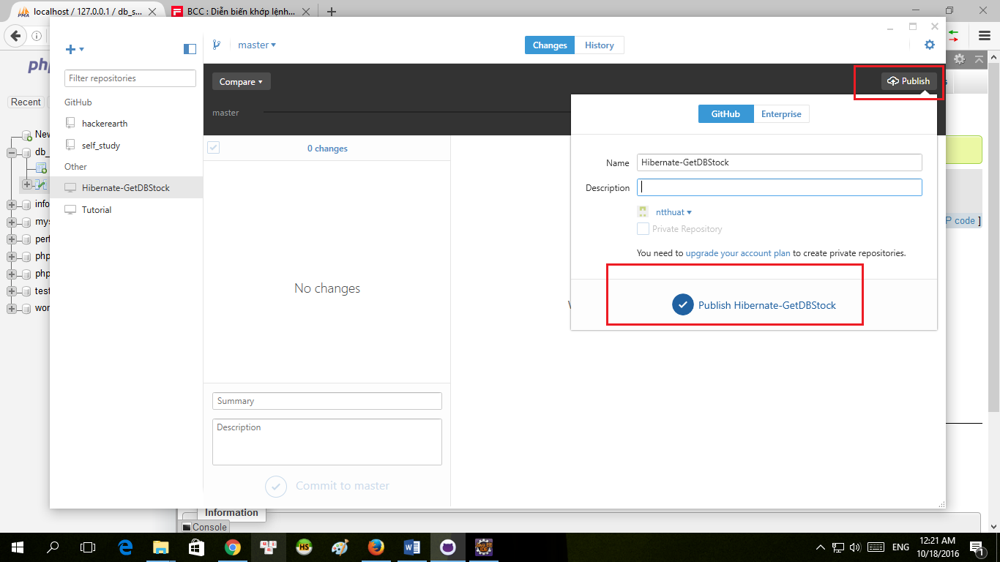 localhost / 127.0.0.1 / db_s...
BCC : Diễn biến khớp lệnh...
PMA
php
Recent
New
db_
info
mys
perf
php
php
test
wor
Filter repositories
GitHub
hackerearth
self_study
Other
Hibernate-GetDBStock
Tutorial
master
Changes
History
Compare
Publish
master
0 changes
No changes
Summary
Description
Commit to master
GitHub
Enterprise
Name
Hibernate-GetDBStock
Description
ntthuat
Private Repository
You need to upgrade your account plan to create private repositories.
Publish Hibernate-GetDBStock
P code ]
Information
Console
HS
ENG
12:21 AM
10/18/2016
1